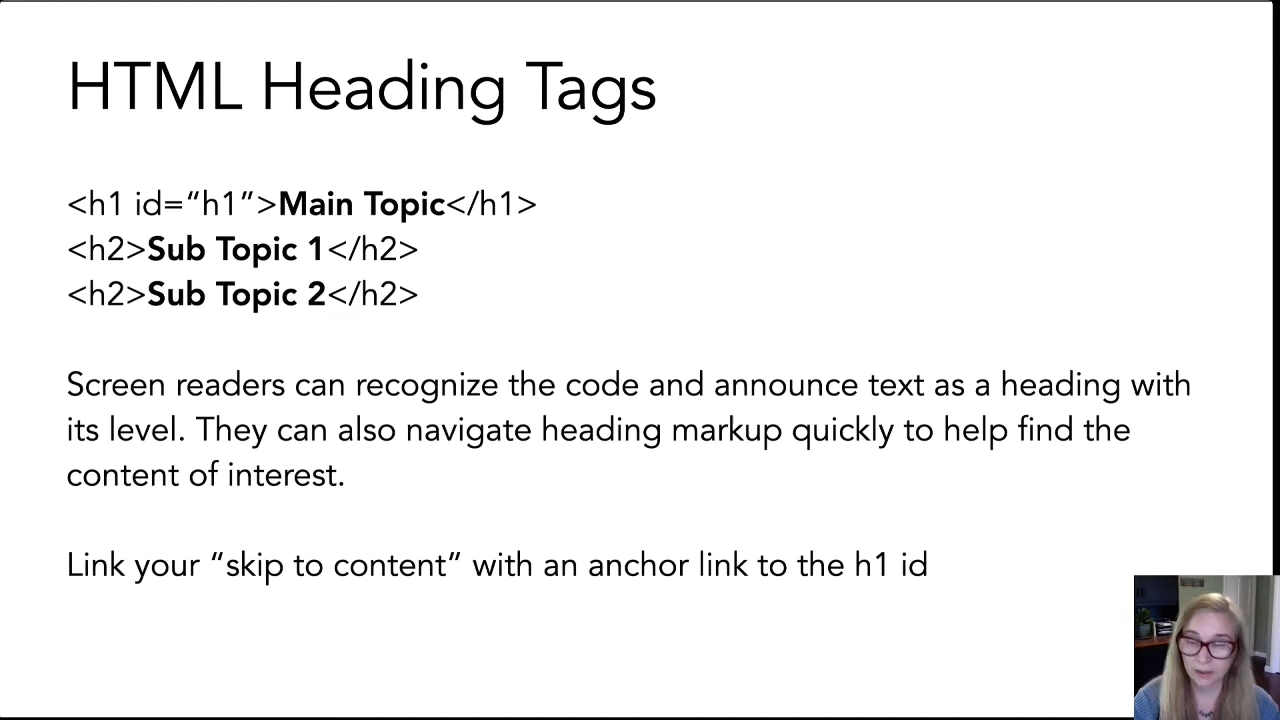 HTML Heading Tags
<h1 id=“h1”>Main Topic</h1>
<h2>Sub Topic 1</h2>
<h2>Sub Topic 2</h2>
Screen readers can recognize the code and announce text as a heading with
its level. They can also navigate heading markup quickly to help find the
content of interest.
Link your “skip to content” with an anchor link to the h1 id